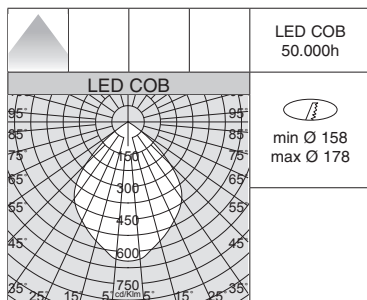 LED COB
50.000h
LED COB
min Ø 158
max Ø 178
95° 95°
85° 85°
75° 75°
65° 65°
55° 55°
45° 45°
35° 25° 15° 5° 5° 15° 25° 35°
150
300
450
600
750
cd/Klm